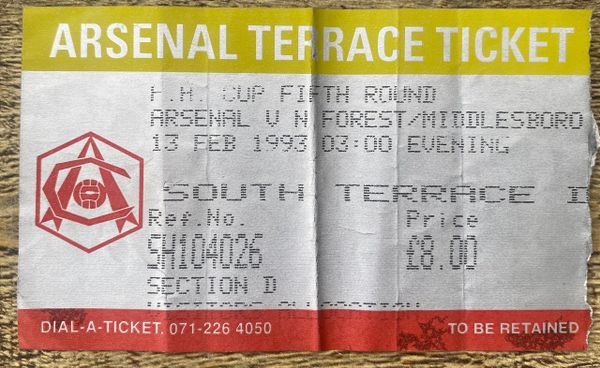 ARSENAL TERRACE TICKET
F.A. CUP FIFTH ROUND
ARSENAL V N FOREST/MIDDLESBORO
13 FEB 1993 03:00 EVENING
SOUTH TERRACE
Ref.No Price
SH104026 £8.00
SECTION D
DIAL-A-TICKET. 071-226 4050 TO BE RETAINED